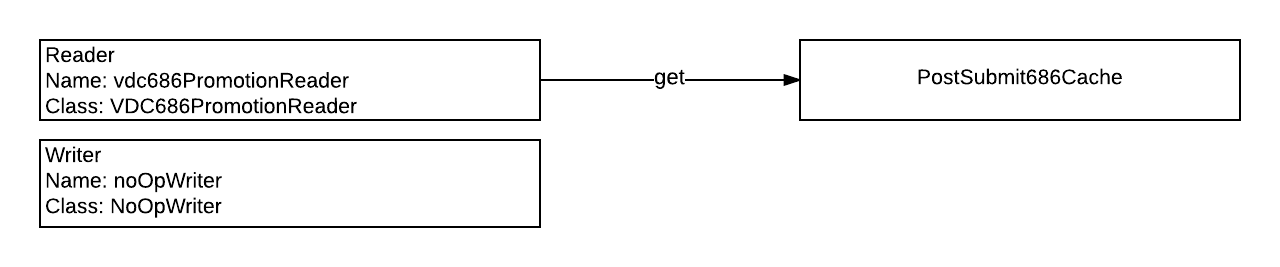 Reader
Name: vdc686PromotionReader
Class: VDC686PromotionReader
get
PostSubmit686Cache
Writer
Name: noOpWriter
Class: NoOpWriter